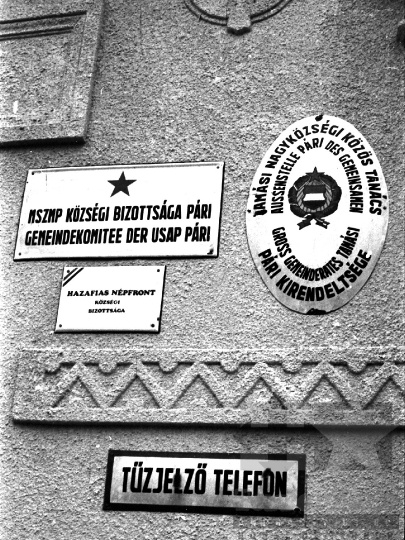 MSZMP KÖZSÉGI BIZOTTSÁGA PÁRI
GEMEINDEKOMITEE DER USAP PÁRI
HAZAFIAS NÉPFRONT
KÖZSÉGI
BIZOTTSÁGA
TAMÁSI NAGYKÖZSÉGI KÖZÖS TANÁCS
AUSSENSTELLE PÁRI DES GEMEINSAMEN
GROSS GEMEINDERATES TAMÁSI
PÁRI KIRENDELTSÉGE
TŰZJELZŐ TELEFON